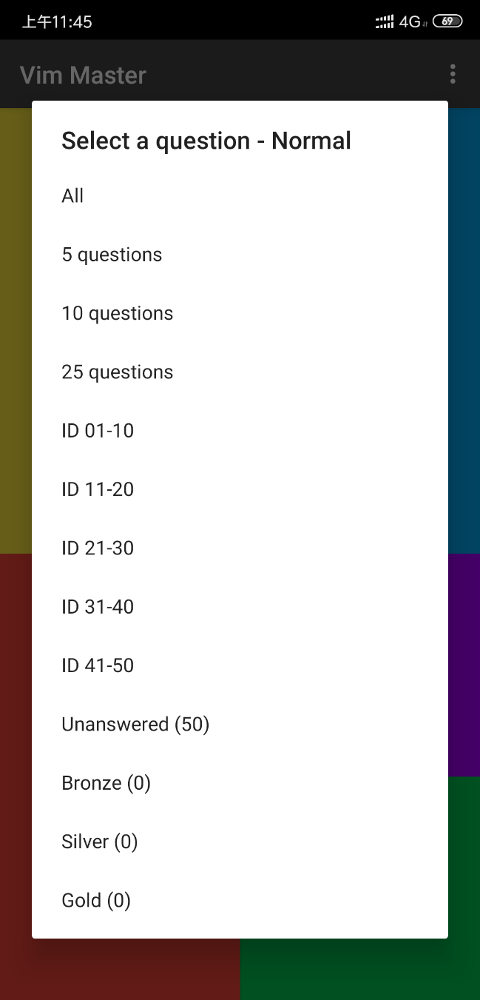 上午11:45
4G
69
Vim Master
Select a question - Normal
All
5 questions
10 questions
25 questions
ID 01-10
ID 11-20
ID 21-30
ID 31-40
ID 41-50
Unanswered (50)
Bronze (0)
Silver (0)
Gold (0)